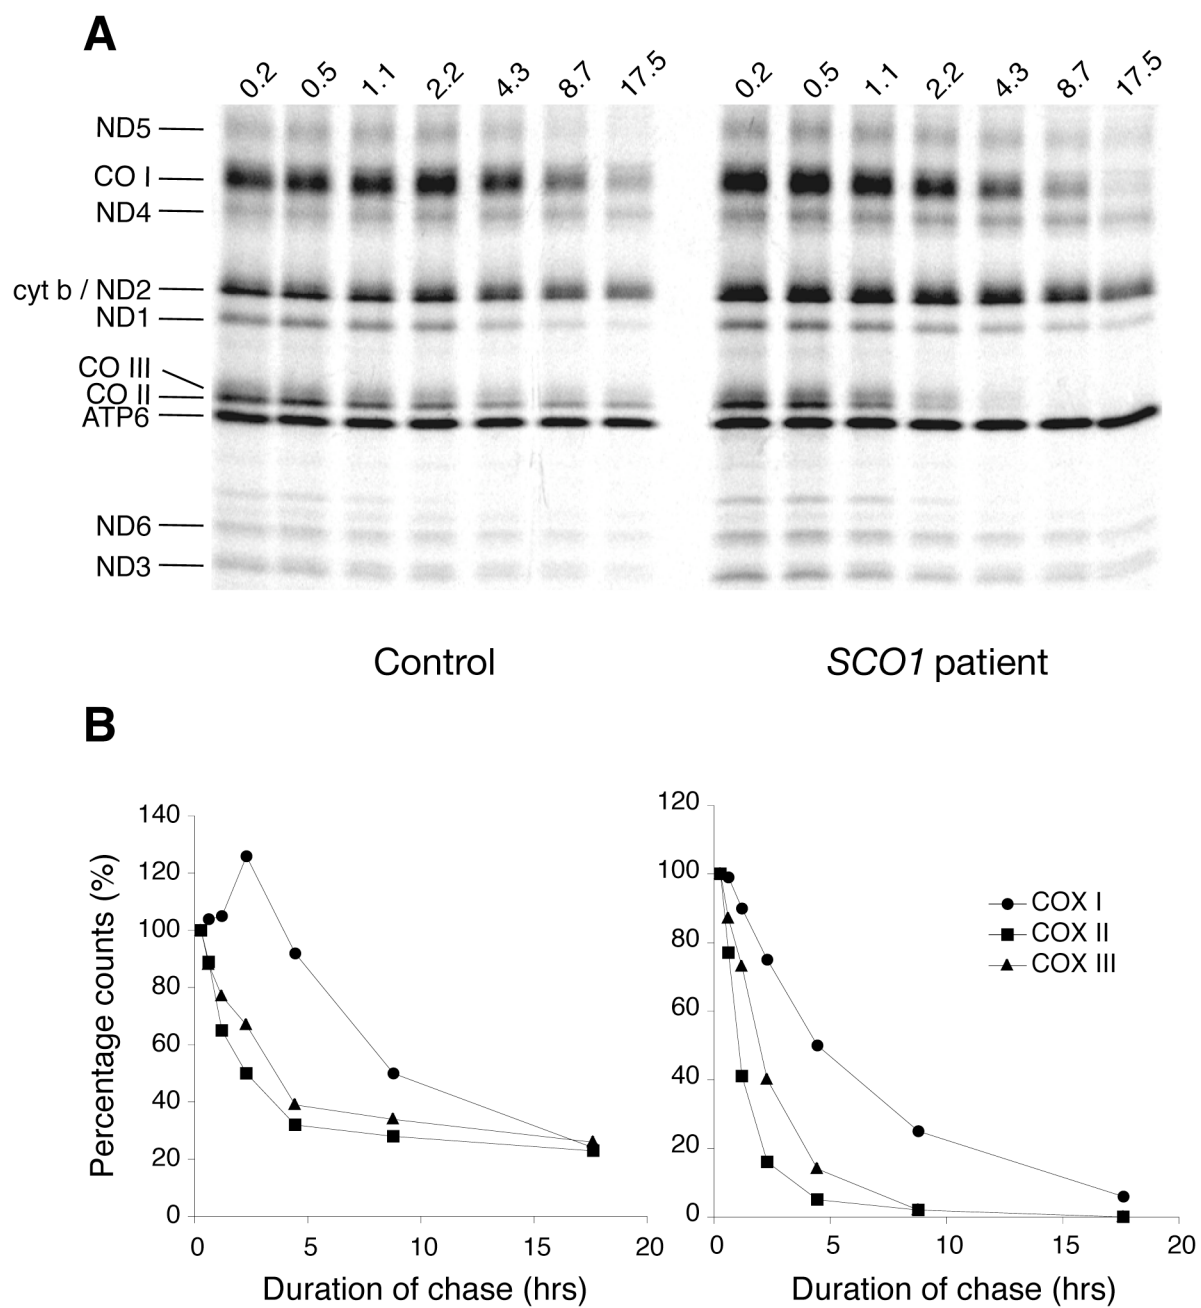 A
0.2 0.5 1.1 2.2 4.3 8.7 17.5 0.2 0.5 1.1 2.2 4.3 8.7 17.5
ND5
CO I
ND4
cyt b / ND2
ND1
CO III
CO II
ATP6
ND6
ND3
Control SCO1 patient
B
Percentage counts (%)
140
120
100
80
60
40
20
0
0 5 10 15 20
Duration of chase (hrs)
120
100
80
60
40
20
0
0 5 10 15 20
Duration of chase (hrs)
COX I
COX II
COX III